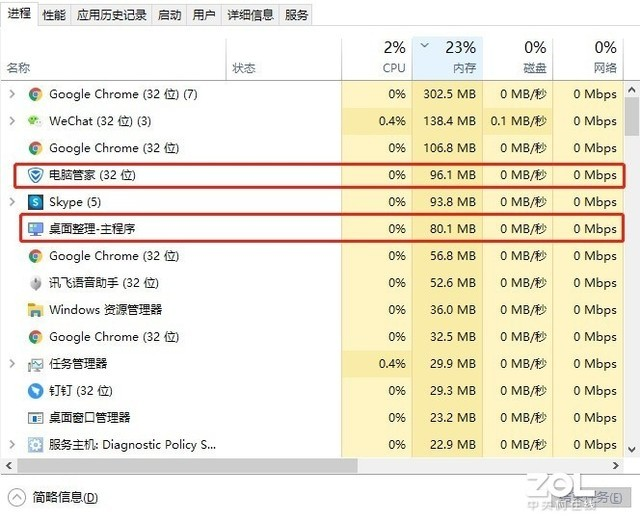 进程 性能 应用历史记录 启动 用户 详细信息 服务
2% 23% 0% 0%
名称 状态 CPU 内存 磁盘 网络
Google Chrome (32 位) (7) 0% 302.5 MB 0 MB/秒 0 Mbps
WeChat (32 位) (3) 0.4% 138.4 MB 0.1 MB/秒 0 Mbps
Google Chrome (32 位) 0% 106.8 MB 0 MB/秒 0 Mbps
电脑管家 (32 位) 0% 96.1 MB 0 MB/秒 0 Mbps
Skype (5) 0% 93.8 MB 0 MB/秒 0 Mbps
桌面整理-主程序 0% 80.1 MB 0 MB/秒 0 Mbps
Google Chrome (32 位) 0% 56.8 MB 0 MB/秒 0 Mbps
讯飞语音助手 (32 位) 0% 52.6 MB 0 MB/秒 0 Mbps
Windows 资源管理器 0% 36.0 MB 0 MB/秒 0 Mbps
Google Chrome (32 位) 0% 32.5 MB 0 MB/秒 0 Mbps
任务管理器 0.4% 29.9 MB 0 MB/秒 0 Mbps
钉钉 (32 位) 0% 29.3 MB 0 MB/秒 0 Mbps
桌面窗口管理器 0% 23.2 MB 0 MB/秒 0 Mbps
服务主机: Diagnostic Policy S... 0% 22.9 MB 0 MB/秒 0 Mbps
简略信息(D)
ZOL
中关村在线